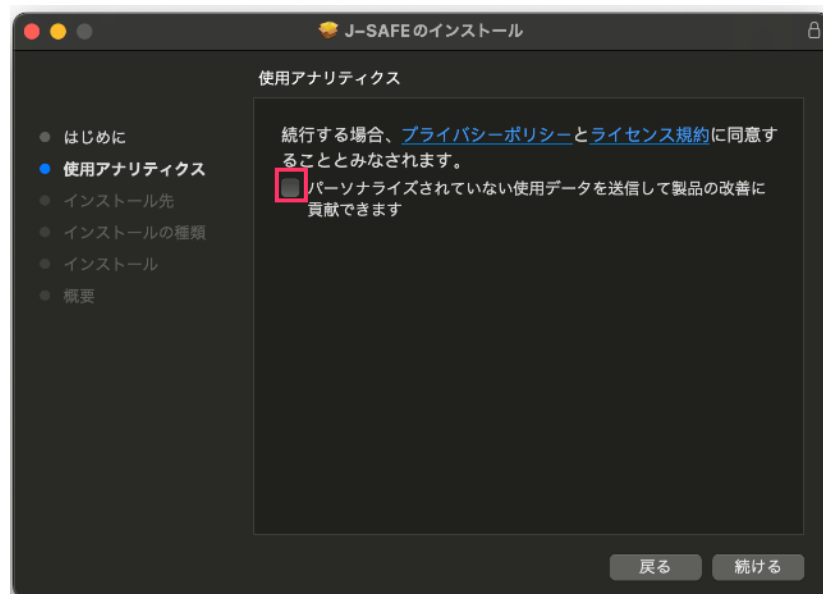 J-SAFEのインストール
使用アナリティクス
はじめに
使用アナリティクス
インストール先
インストールの種類
インストール
概要
続行する場合、プライバシーポリシーとライセンス規約に同意す
ることとみなされます。
パーソナライズされていない使用データを送信して製品の改善に
貢献できます
戻る
続ける